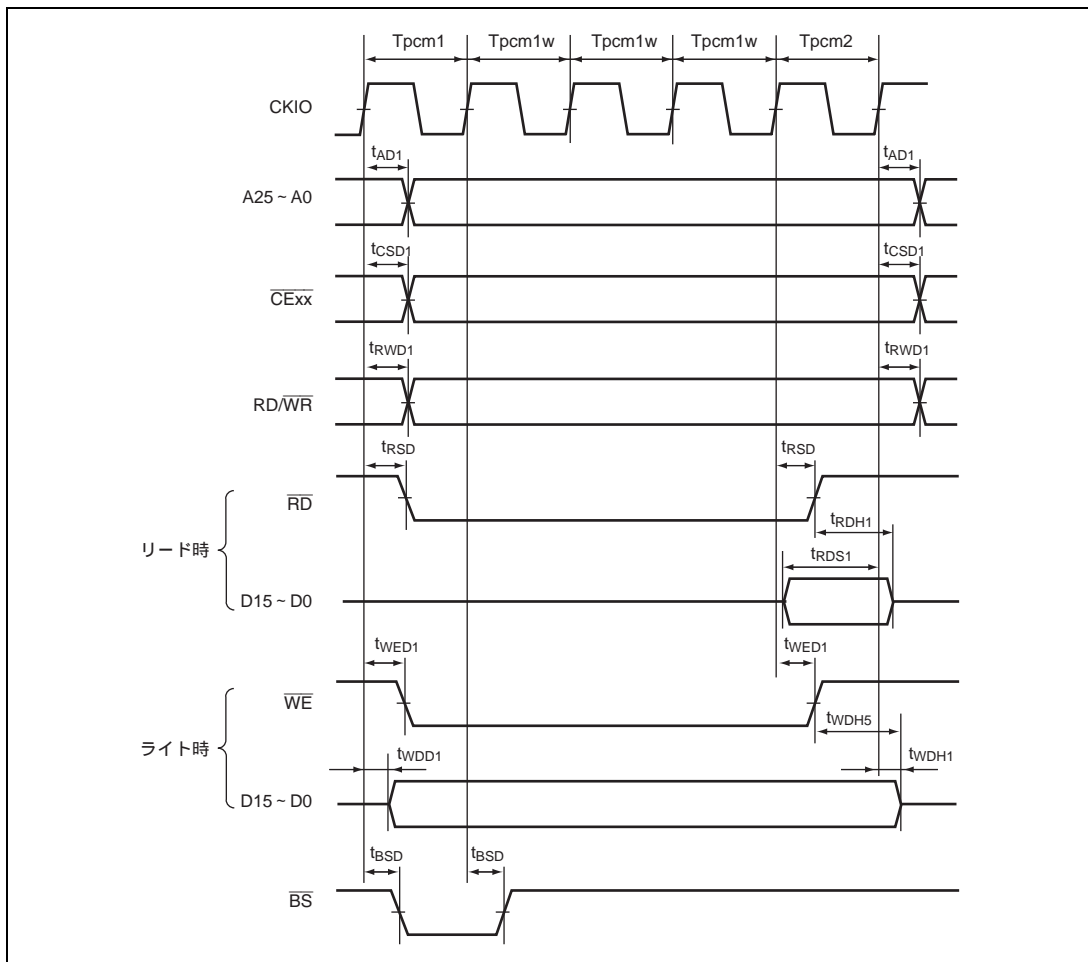 Tpcm1 Tpcm1w Tpcm1w Tpcm1w Tpcm2
CKIO
tAD1 tAD1
A25 ~ A0
tCSD1 tCSD1
CExx
tRWD1 tRWD1
RD/WR
tRSD tRSD
RD
tRDH1
リード時
tRDS1
D15 ~ D0
tWED1 tWED1
WE
tWDH5
ライト時
tWDD1 tWDH1
D15 ~ D0
tBSD tBSD
BS